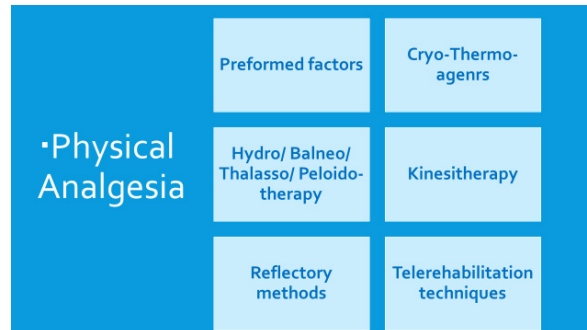 ▪Physical
Analgesia
Preformed factors
Cryo-Thermo-
agenrs
Hydro/ Balneo/
Thalasso/ Peloido-
therapy
Kinesitherapy
Reflectory
methods
Telerehabilitation
techniques